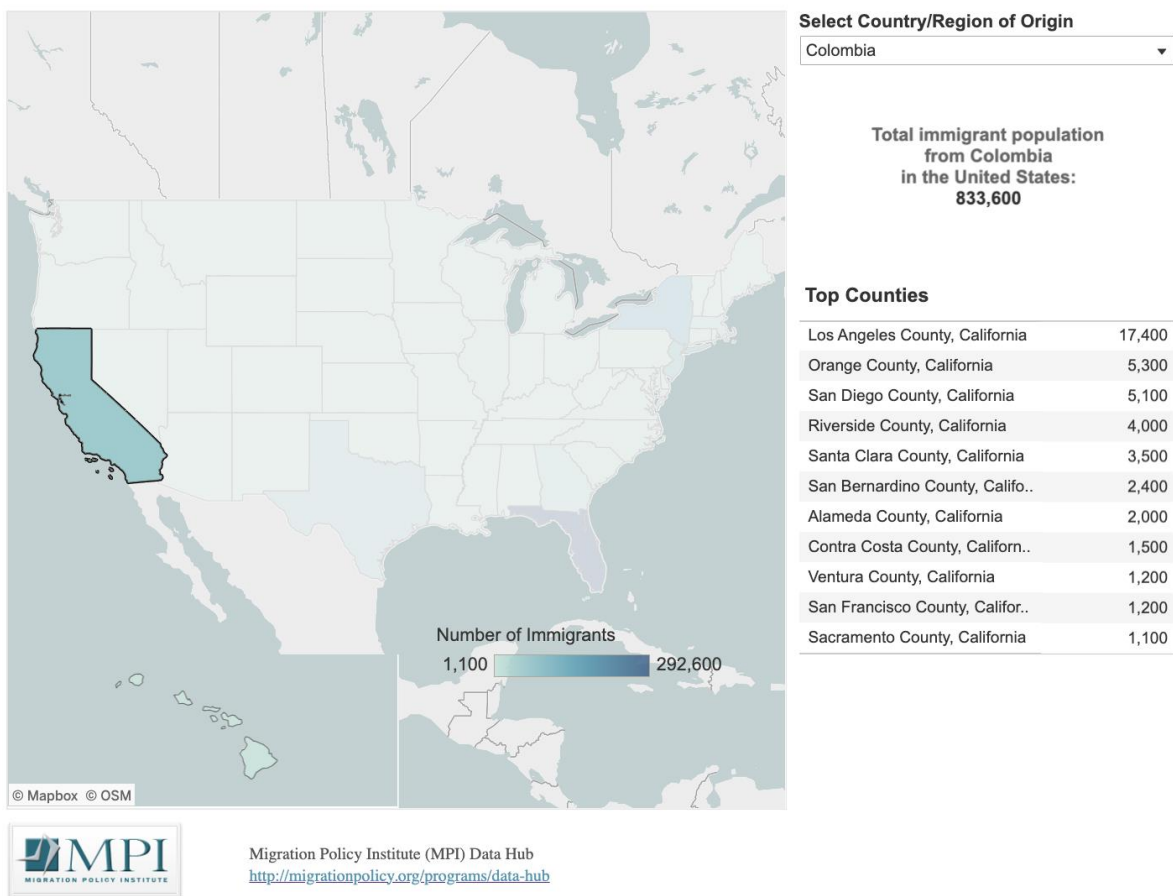 Select Country/Region of Origin
Colombia
Total immigrant population
from Colombia
in the United States:
833,600
Top Counties
Los Angeles County, California 17,400
Orange County, California 5,300
San Diego County, California 5,100
Riverside County, California 4,000
Santa Clara County, California 3,500
San Bernardino County, Califo.. 2,400
Alameda County, California 2,000
Contra Costa County, Californ.. 1,500
Ventura County, California 1,200
San Francisco County, Califor.. 1,200
Sacramento County, California 1,100
Number of Immigrants
1,100 292,600
© Mapbox © OSM
MPI
MIGRATION POLICY INSTITUTE
Migration Policy Institute (MPI) Data Hub
http://migrationpolicy.org/programs/data-hub